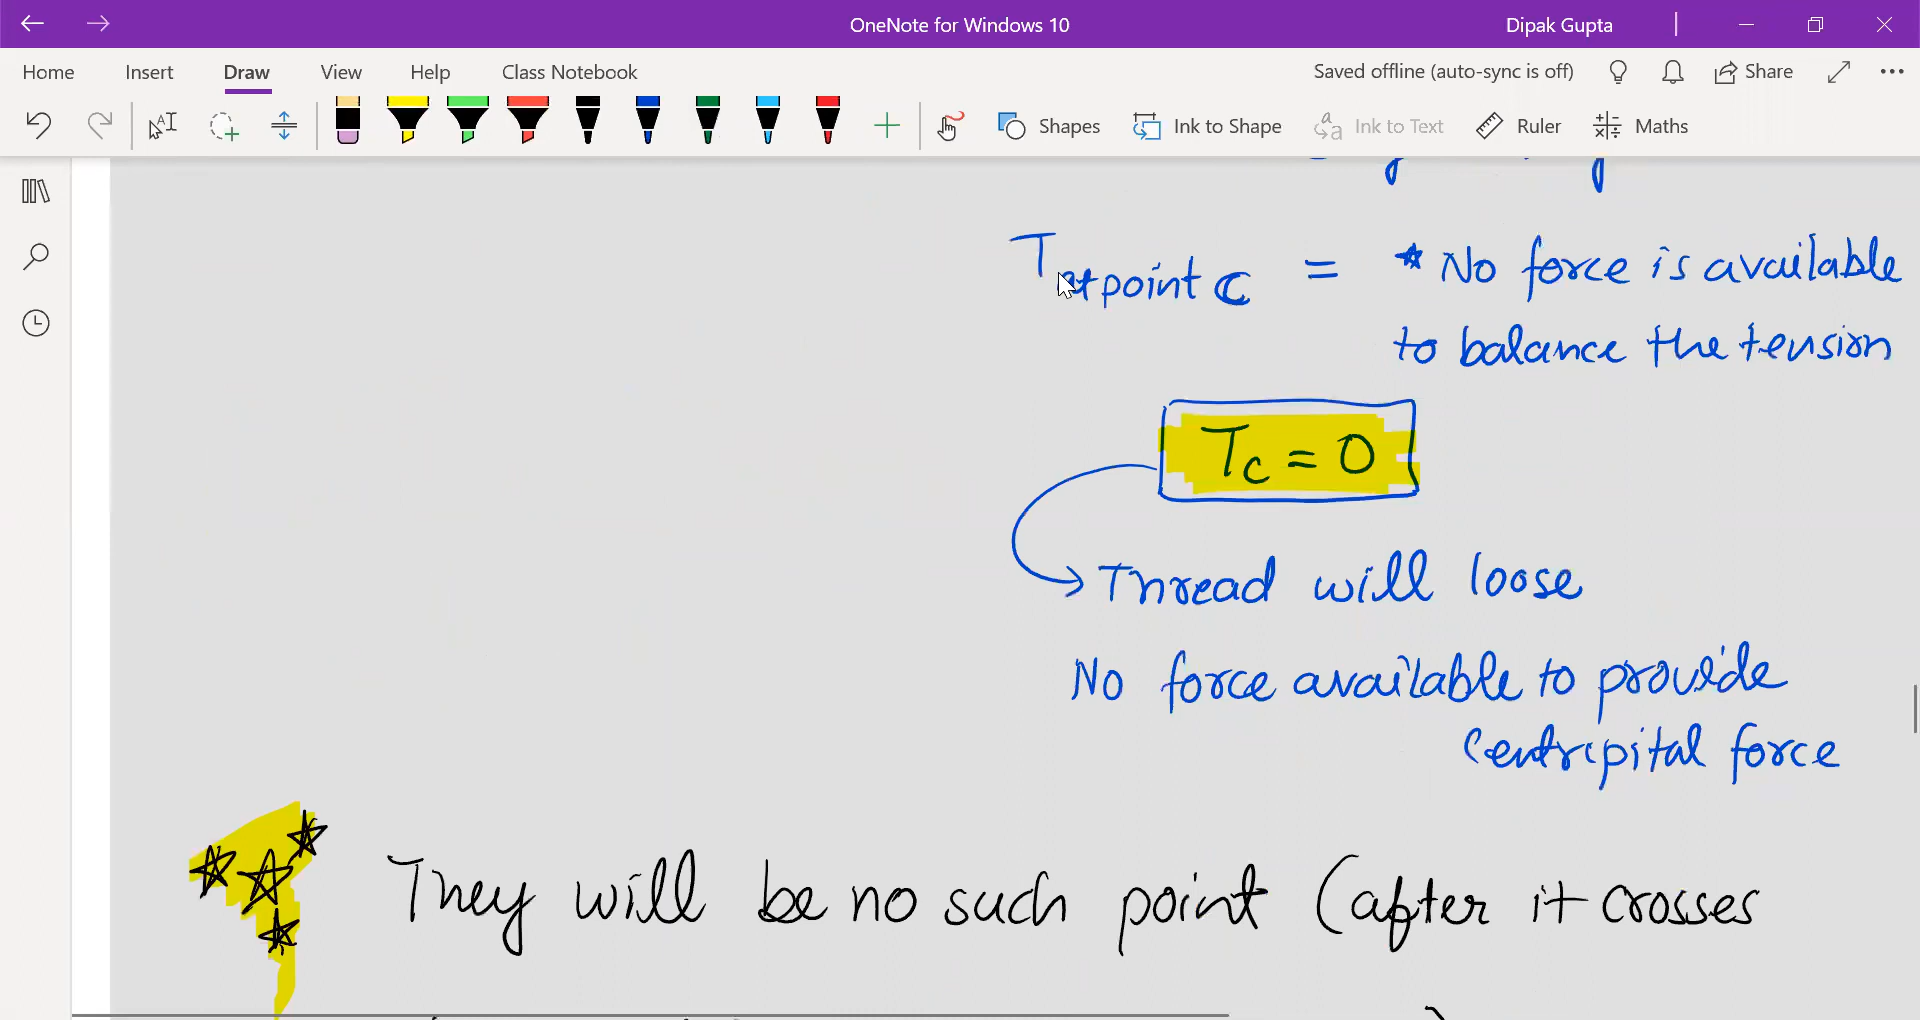 OneNote for Windows 10
Dipak Gupta
Home Insert Draw View Help Class Notebook
Saved offline (auto-sync is off) Share
Shapes Ink to Shape Ink to Text Ruler Maths
T at point C = * No force is available
to balance the tension
Tc = 0
Thread will loose
No force available to provide
Centripital force
They will be no such point (after it crosses